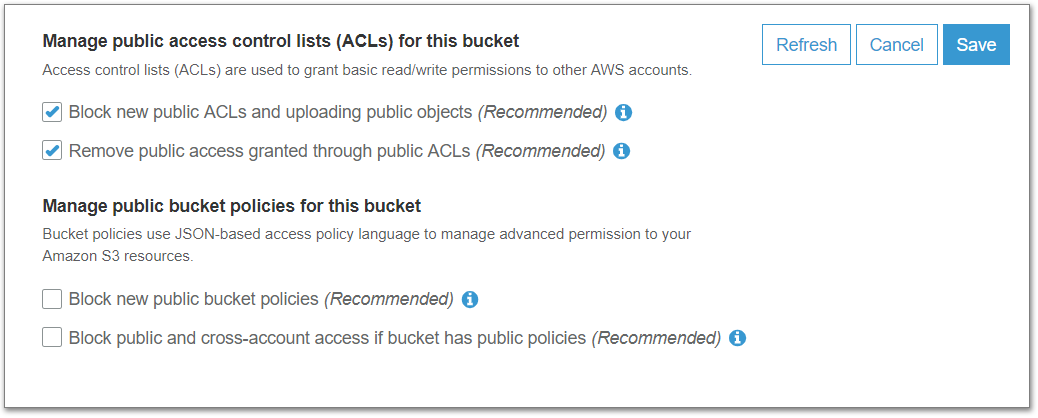 Manage public access control lists (ACLs) for this bucket
Refresh
Cancel
Save
Access control lists (ACLs) are used to grant basic read/write permissions to other AWS accounts.
Block new public ACLs and uploading public objects (Recommended)
Remove public access granted through public ACLs (Recommended)
Manage public bucket policies for this bucket
Bucket policies use JSON-based access policy language to manage advanced permission to your
Amazon S3 resources.
Block new public bucket policies (Recommended)
Block public and cross-account access if bucket has public policies (Recommended)